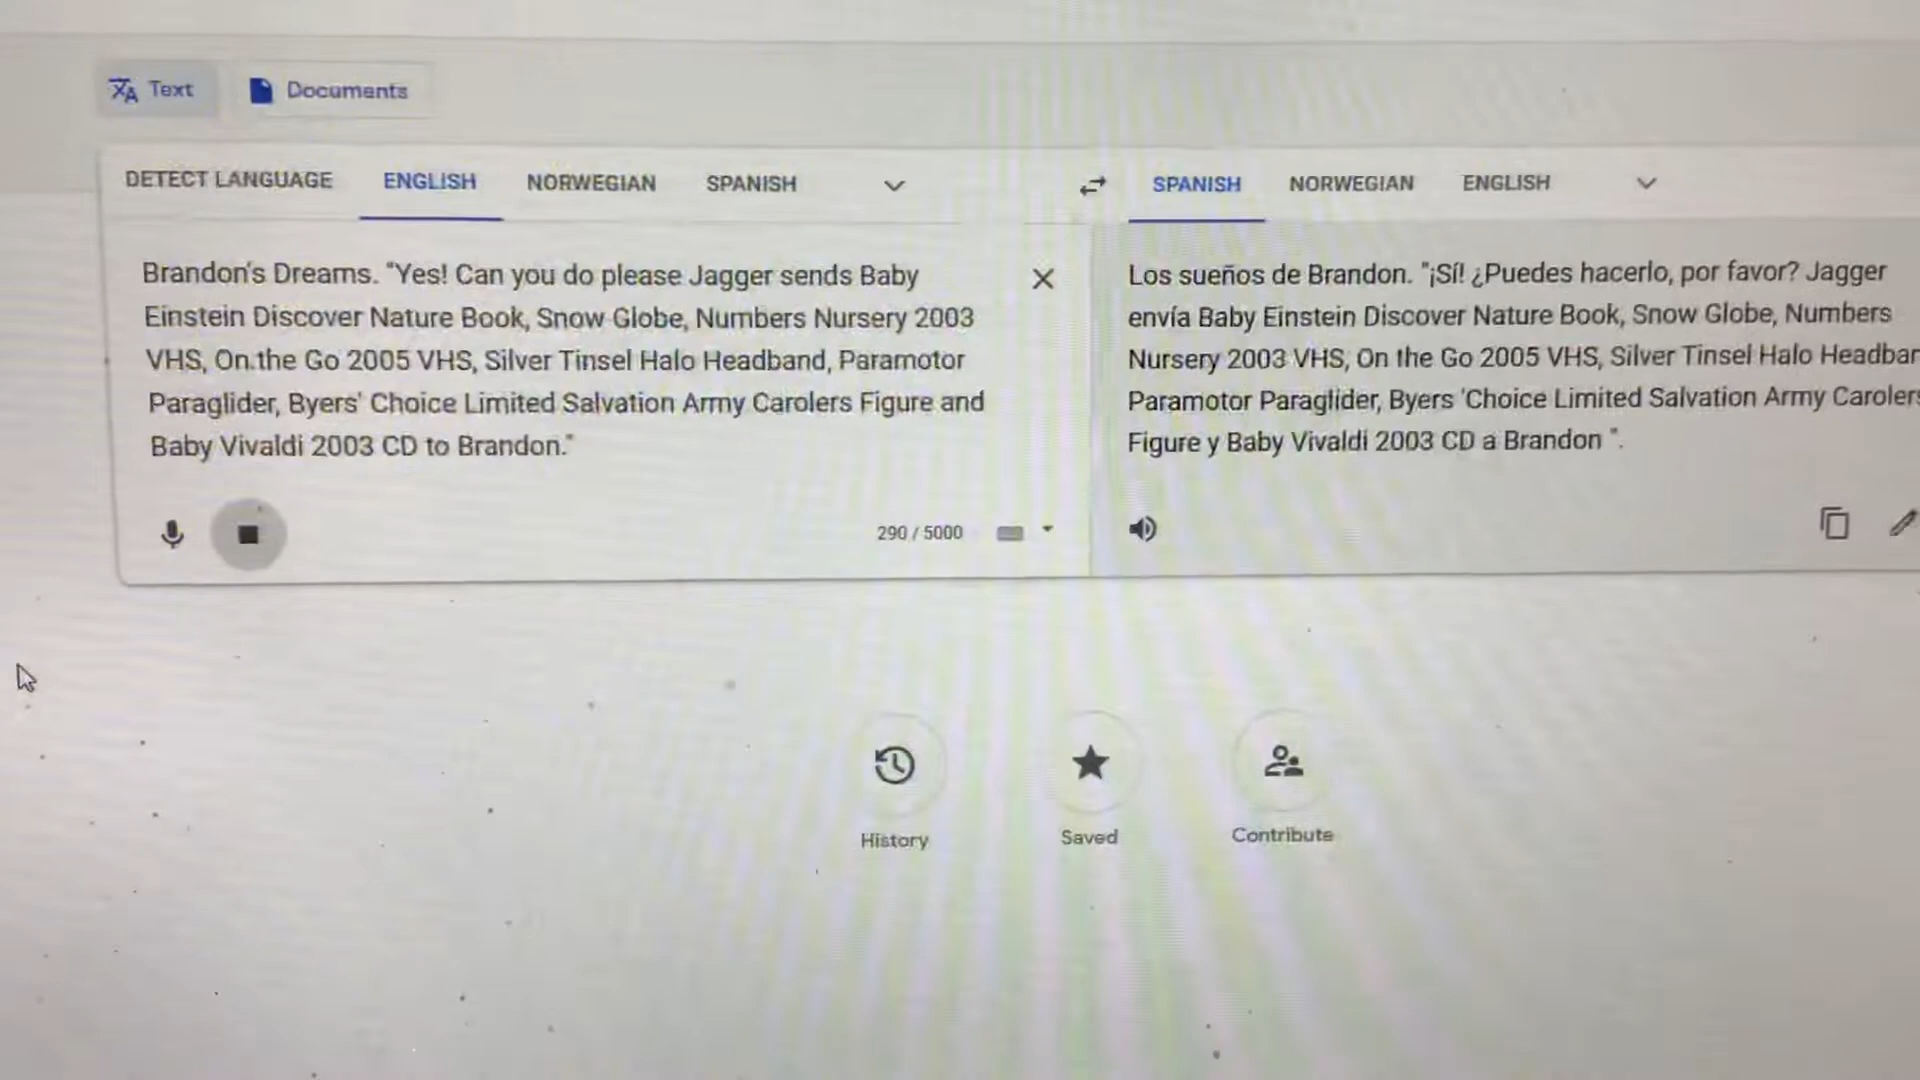 Text
Documents
DETECT LANGUAGE ENGLISH NORWEGIAN SPANISH
SPANISH NORWEGIAN ENGLISH
Brandon's Dreams. "Yes! Can you do please Jagger sends Baby
Einstein Discover Nature Book, Snow Globe, Numbers Nursery 2003
VHS, On.the Go 2005 VHS, Silver Tinsel Halo Headband, Paramotor
Paraglider, Byers' Choice Limited Salvation Army Carolers Figure and
Baby Vivaldi 2003 CD to Brandon."
290 / 5000
Los sueños de Brandon. "¡Sí! ¿Puedes hacerlo, por favor? Jagger
envía Baby Einstein Discover Nature Book, Snow Globe, Numbers
Nursery 2003 VHS, On the Go 2005 VHS, Silver Tinsel Halo Headban
Paramotor Paraglider, Byers 'Choice Limited Salvation Army Carolers
Figure y Baby Vivaldi 2003 CD a Brandon ".
History
Saved
Contribute